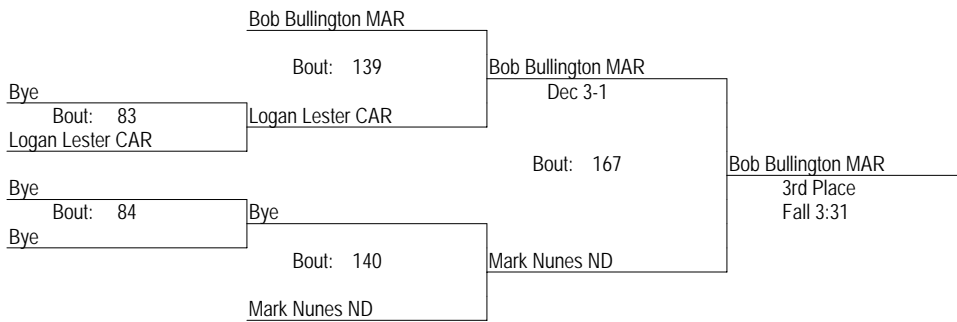 Bob Bullington MAR
Bout: 139
Bob Bullington MAR
Dec 3-1
Bye
Bout: 83
Logan Lester CAR
Logan Lester CAR
Bout: 167
Bob Bullington MAR
3rd Place
Fall 3:31
Bye
Bout: 84
Bye
Bye
Bout: 140
Mark Nunes ND
Mark Nunes ND